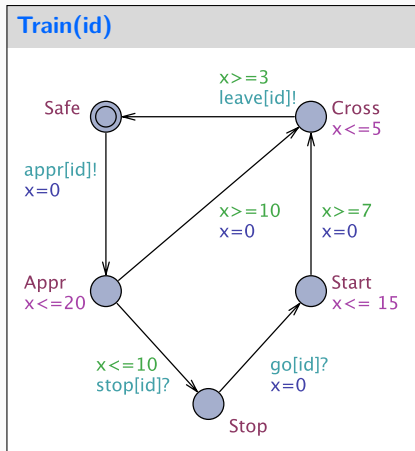 Train(id)
x>=3
leave[id]!
Safe
Cross
x<=5
appr[id]!
x=0
x>=10
x=0
x>=7
x=0
Appr
x<=20
Start
x<= 15
x<=10
stop[id]?
go[id]?
x=0
Stop